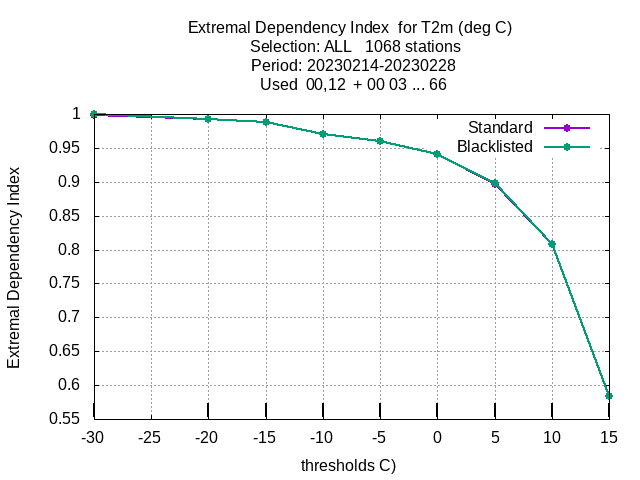 Extremal Dependency Index  for T2m (deg C)
Selection: ALL   1068 stations
Period: 20230214-20230228
Used  00,12 + 00 03 ... 66
Standard
Blacklisted
Extremal Dependency Index
1
0.95
0.9
0.85
0.8
0.75
0.7
0.65
0.6
0.55
-30 -25 -20 -15 -10 -5 0 5 10 15
thresholds C)